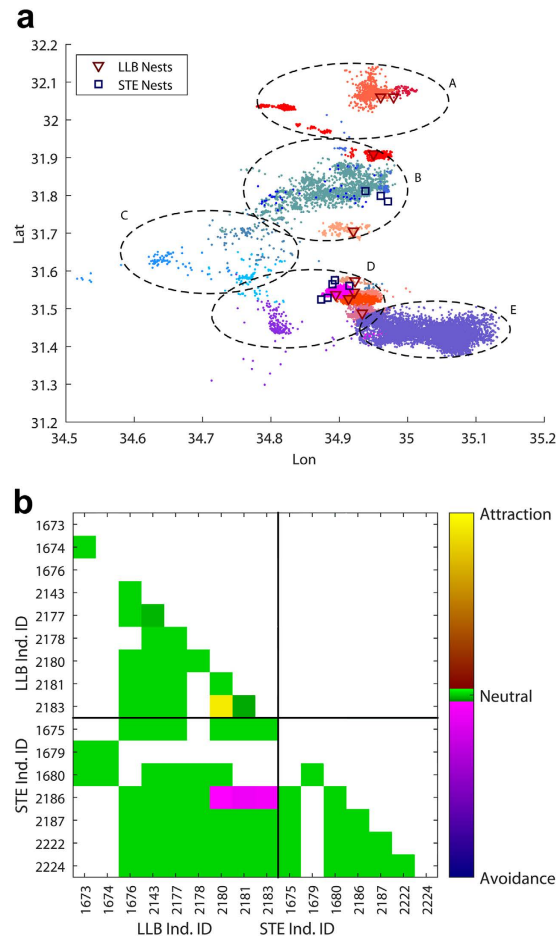 a
32.2
32.1
32
31.9
31.8
31.7
31.6
31.5
31.4
31.3
31.2
Lat
LLB Nests
STE Nests
A
B
C
D
E
34.5 34.6 34.7 34.8 34.9 35 35.1 35.2
Lon
b
1673
1674
1676
2143
2177
2178
2180
2181
2183
1675
1679
1680
2186
2187
2222
2224
LLB Ind. ID
STE Ind. ID
1673 1674 1676 2143 2177 2178 2180 2181 2183 1675 1679 1680 2186 2187 2222 2224
LLB Ind. ID STE Ind. ID
Attraction
Neutral
Avoidance